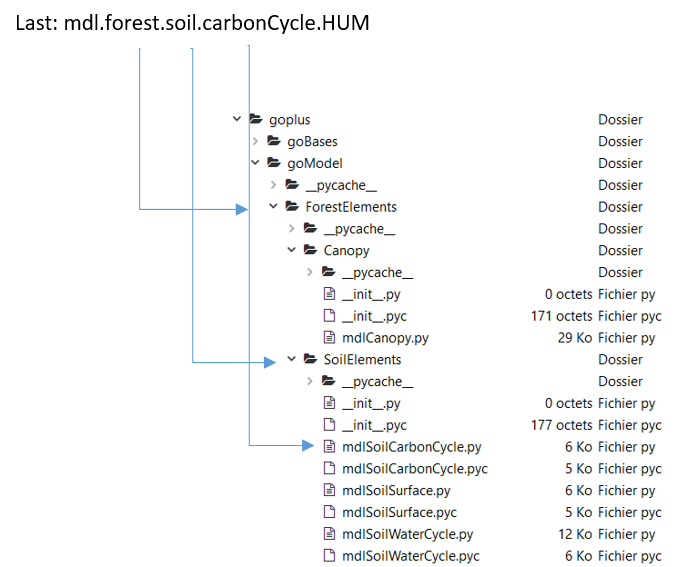 Last: mdl.forest.soil.carbonCycle.HUM
goplus Dossier
goBases Dossier
goModel Dossier
__pycache__ Dossier
ForestElements Dossier
__pycache__ Dossier
Canopy Dossier
__pycache__ Dossier
__init__.py 0 octets Fichier py
__init__.pyc 171 octets Fichier pyc
mdlCanopy.py 29 Ko Fichier py
SoilElements Dossier
__pycache__ Dossier
__init__.py 0 octets Fichier py
__init__.pyc 177 octets Fichier pyc
mdlSoilCarbonCycle.py 6 Ko Fichier py
mdlSoilCarbonCycle.pyc 5 Ko Fichier pyc
mdlSoilSurface.py 6 Ko Fichier py
mdlSoilSurface.pyc 5 Ko Fichier pyc
mdlSoilWaterCycle.py 12 Ko Fichier py
mdlSoilWaterCycle.pyc 6 Ko Fichier pyc